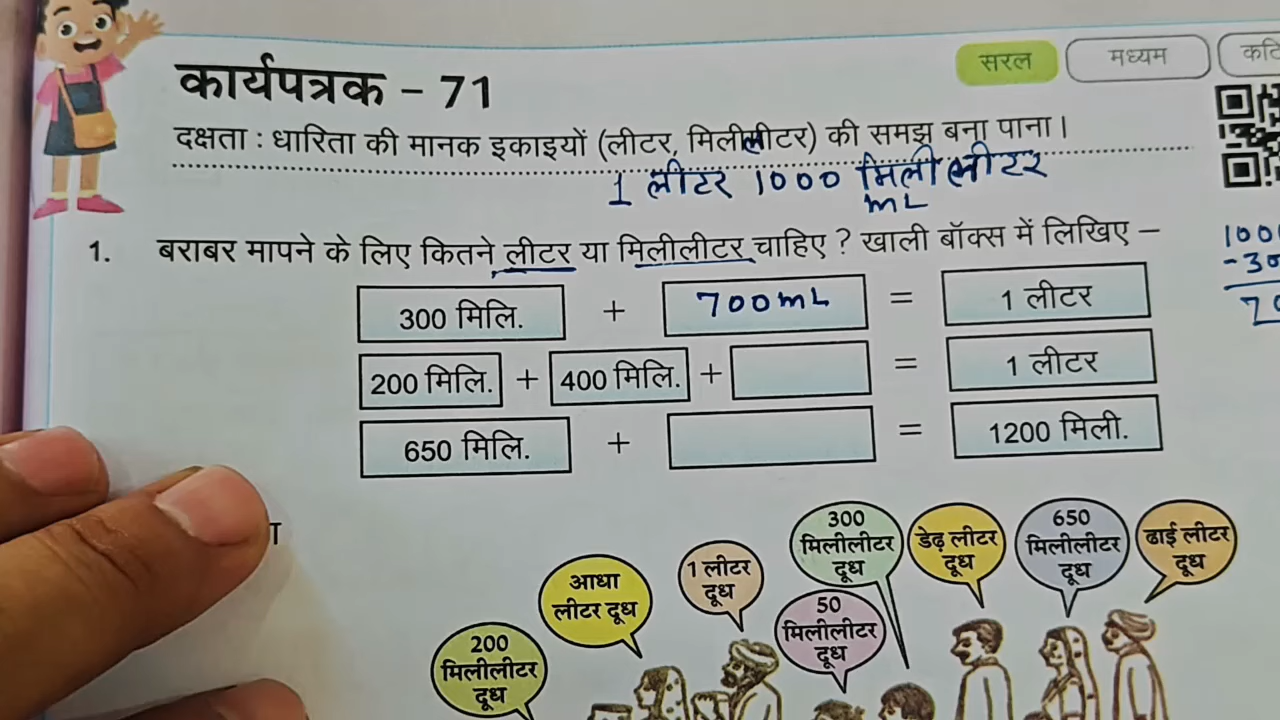 सरल मध्यम
कार्यपत्रक – 71
दक्षता : धारिता की मानक इकाइयों (लीटर, मिलीलीटर) की समझ बना पाना।
1 लीटर 1000 मिलीलीटर
mL
1. बराबर मापने के लिए कितने लीटर या मिलीलीटर चाहिए ? खाली बॉक्स में लिखिए –
300 मिलि. + 700mL = 1 लीटर
200 मिलि. + 400 मिलि. + = 1 लीटर
650 मिलि. + = 1200 मिली.
200
मिलीलीटर
दूध
आधा
लीटर दूध
1 लीटर
दूध
300
मिलीलीटर
दूध
50
मिलीलीटर
दूध
डेढ़ लीटर
दूध
650
मिलीलीटर
दूध
ढाई लीटर
दूध